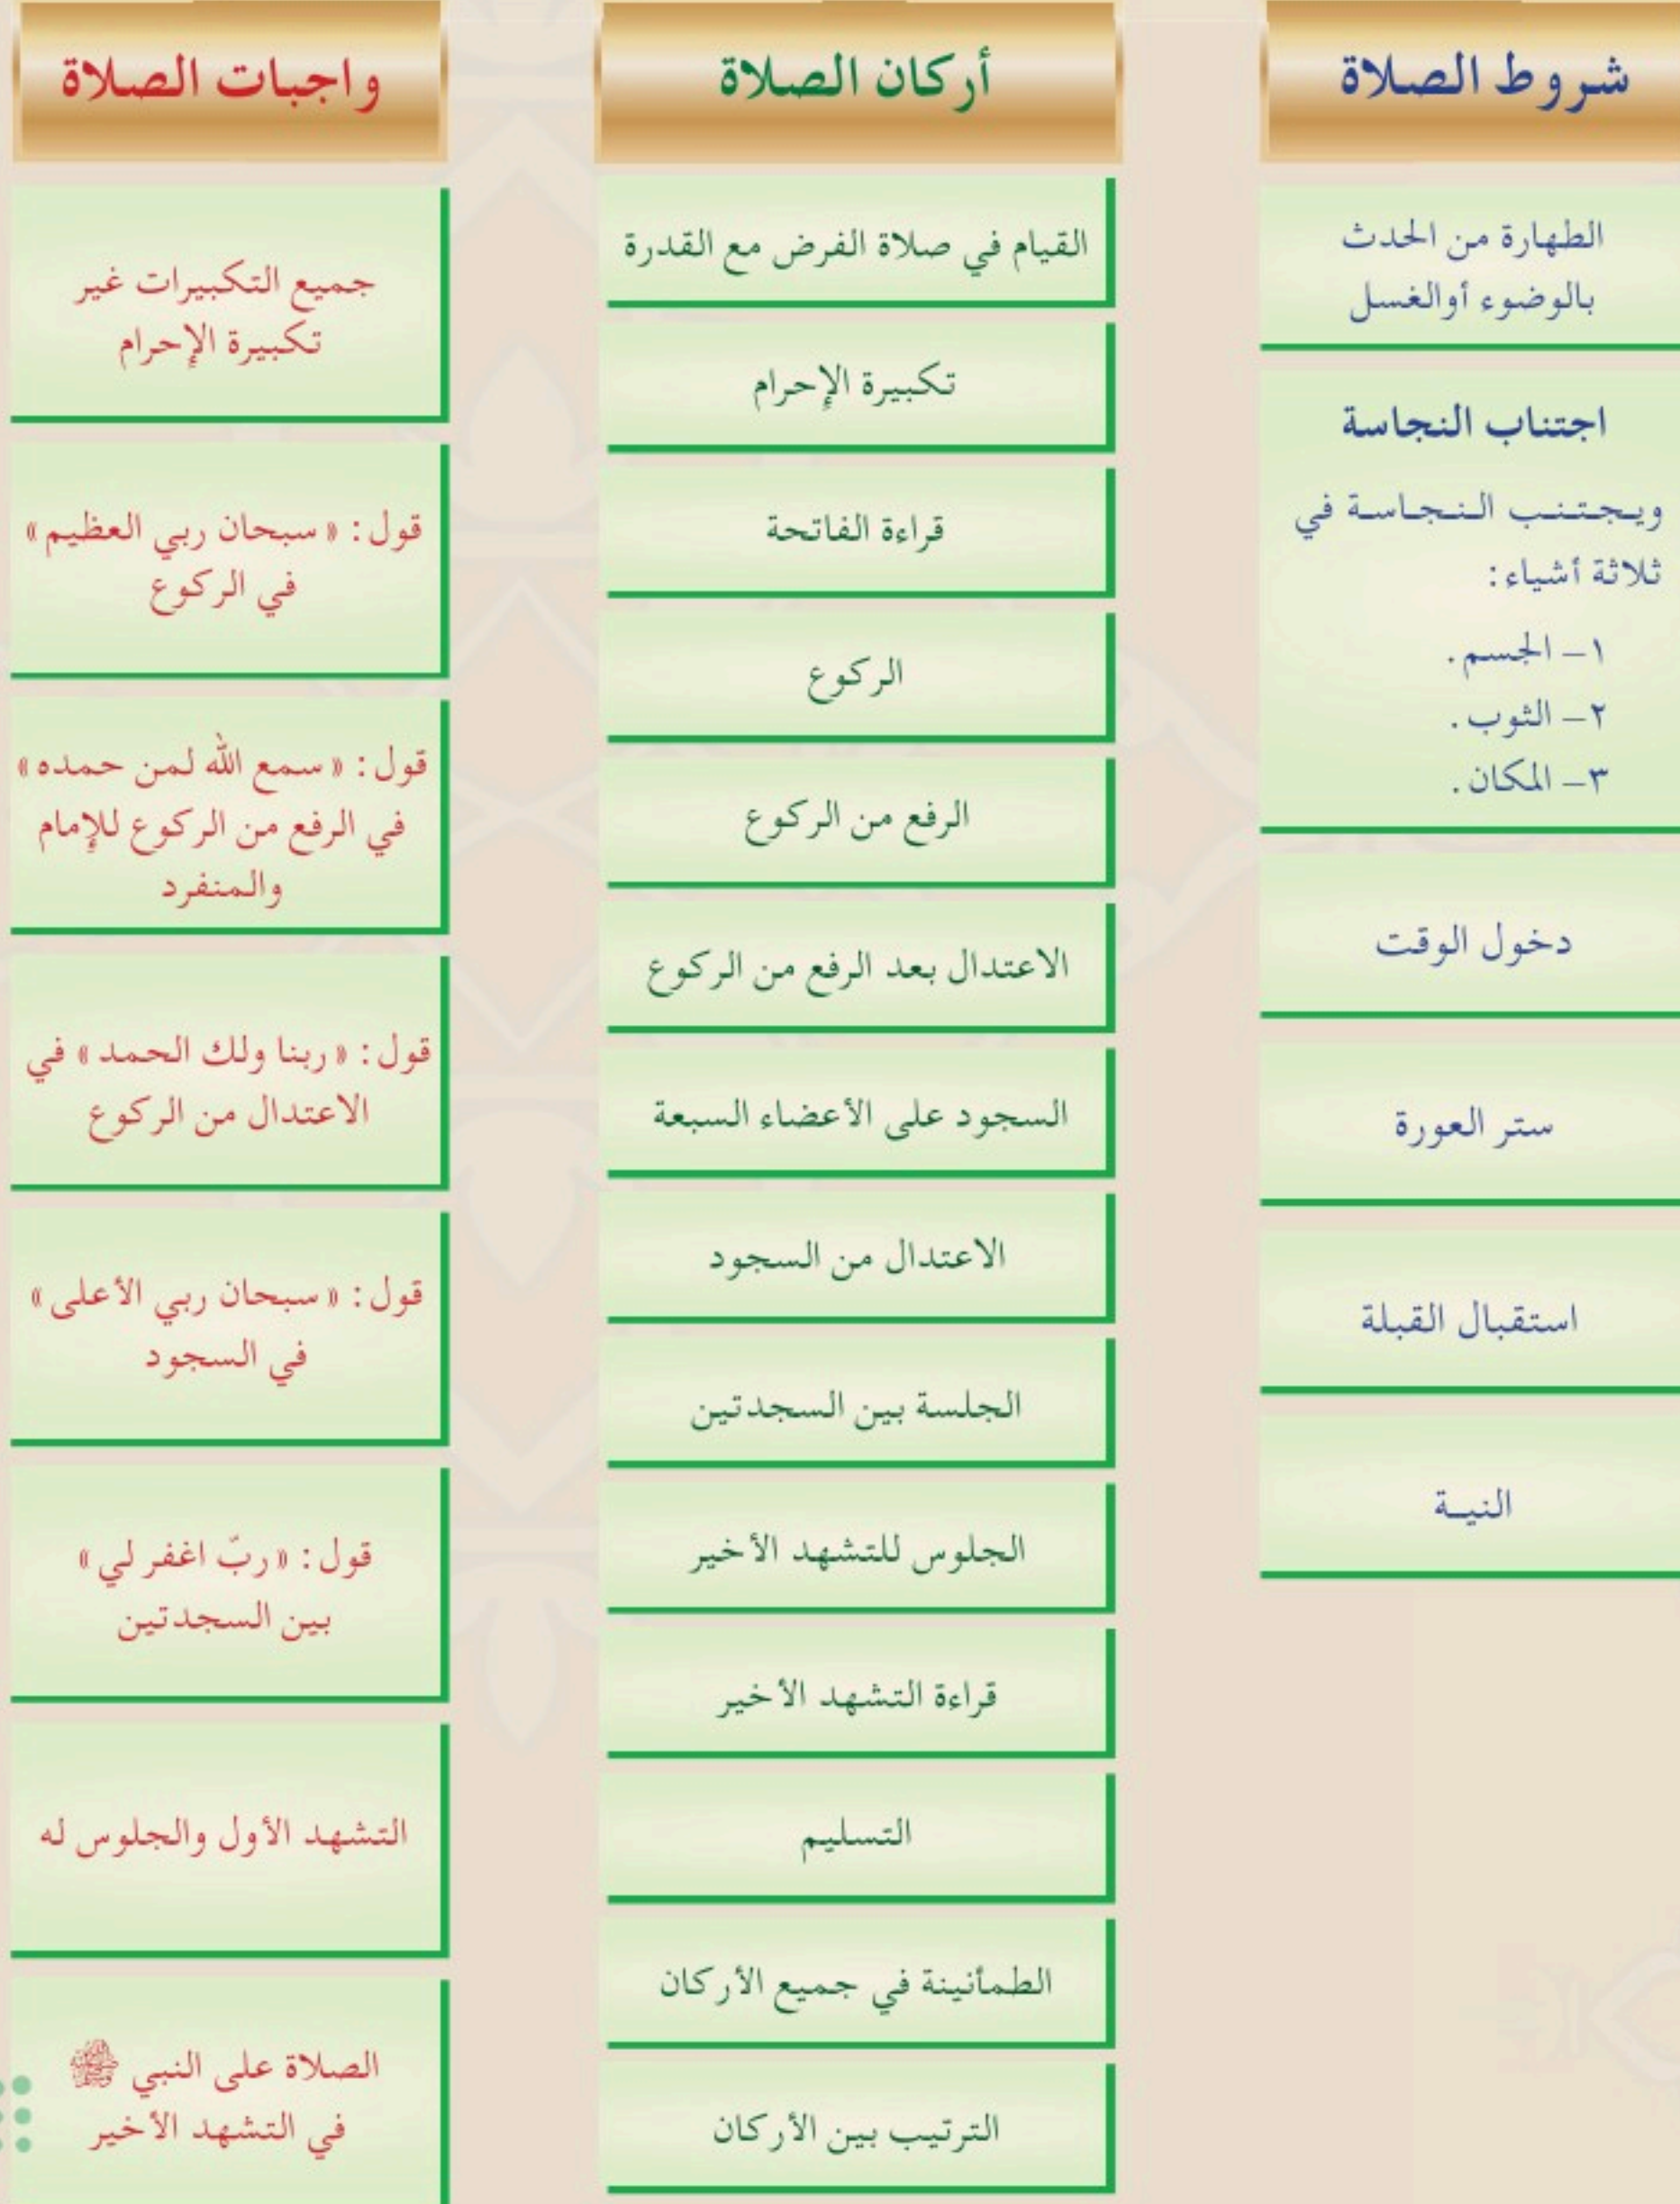 شروط الصلاة
الطهارة من الحدث
بالوضوء أوالغسل
اجتناب النجاسة
ويجتنب النجاسة في
ثلاثة أشياء:
١- الجسم.
٢- الثوب.
٣- المكان.
دخول الوقت
ستر العورة
استقبال القبلة
النية
أركان الصلاة
القيام في صلاة الفرض مع القدرة
تكبيرة الإحرام
قراءة الفاتحة
الركوع
الرفع من الركوع
الاعتدال بعد الرفع من الركوع
السجود على الأعضاء السبعة
الاعتدال من السجود
الجلسة بين السجدتين
الجلوس للتشهد الأخير
قراءة التشهد الأخير
التسليم
الطمأنينة في جميع الأركان
الترتيب بين الأركان
واجبات الصلاة
جميع التكبيرات غير
تكبيرة الإحرام
قول: «سبحان ربي العظيم»
في الركوع
قول: «سمع الله لمن حمده»
في الرفع من الركوع للإمام
والمنفرد
قول: «ربنا ولك الحمد» في
الاعتدال من الركوع
قول: «سبحان ربي الأعلى»
في السجود
قول: «ربّ اغفر لي»
بين السجدتين
التشهد الأول والجلوس له
الصلاة على النبي ﷺ
في التشهد الأخير